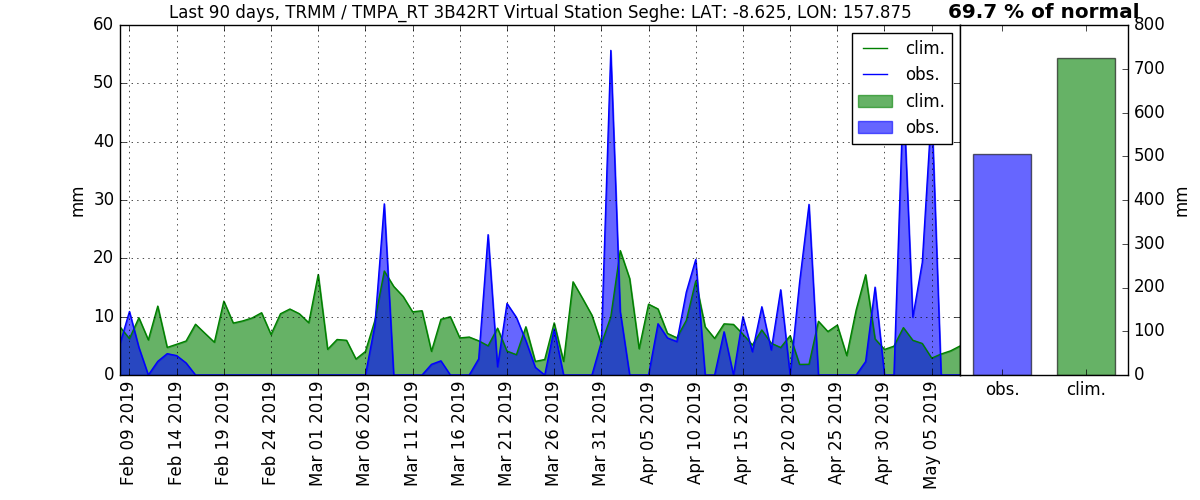 Last 90 days, TRMM / TMPA_RT 3B42RT Virtual Station Seghe: LAT: -8.625, LON: 157.875
69.7 % of normal
60
50
40
30
20
10
0
mm
clim.
obs.
clim.
obs.
800
700
600
500
400
300
200
100
0
mm
Feb 09 2019
Feb 14 2019
Feb 19 2019
Feb 24 2019
Mar 01 2019
Mar 06 2019
Mar 11 2019
Mar 16 2019
Mar 21 2019
Mar 26 2019
Mar 31 2019
Apr 05 2019
Apr 10 2019
Apr 15 2019
Apr 20 2019
Apr 25 2019
Apr 30 2019
May 05 2019
obs.
clim.